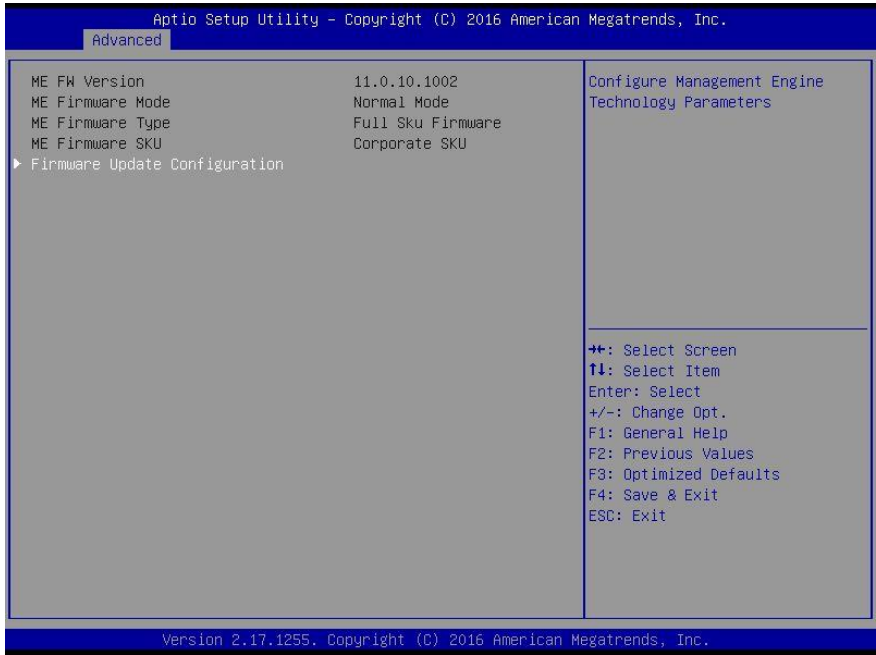 Aptio Setup Utility – Copyright (C) 2016 American Megatrends, Inc.
Advanced
ME FW Version 11.0.10.1002
ME Firmware Mode Normal Mode
ME Firmware Type Full Sku Firmware
ME Firmware SKU Corporate SKU
Firmware Update Configuration
Configure Management Engine
Technology Parameters
→←: Select Screen
↑↓: Select Item
Enter: Select
+/-: Change Opt.
F1: General Help
F2: Previous Values
F3: Optimized Defaults
F4: Save & Exit
ESC: Exit
Version 2.17.1255. Copyright (C) 2016 American Megatrends, Inc.